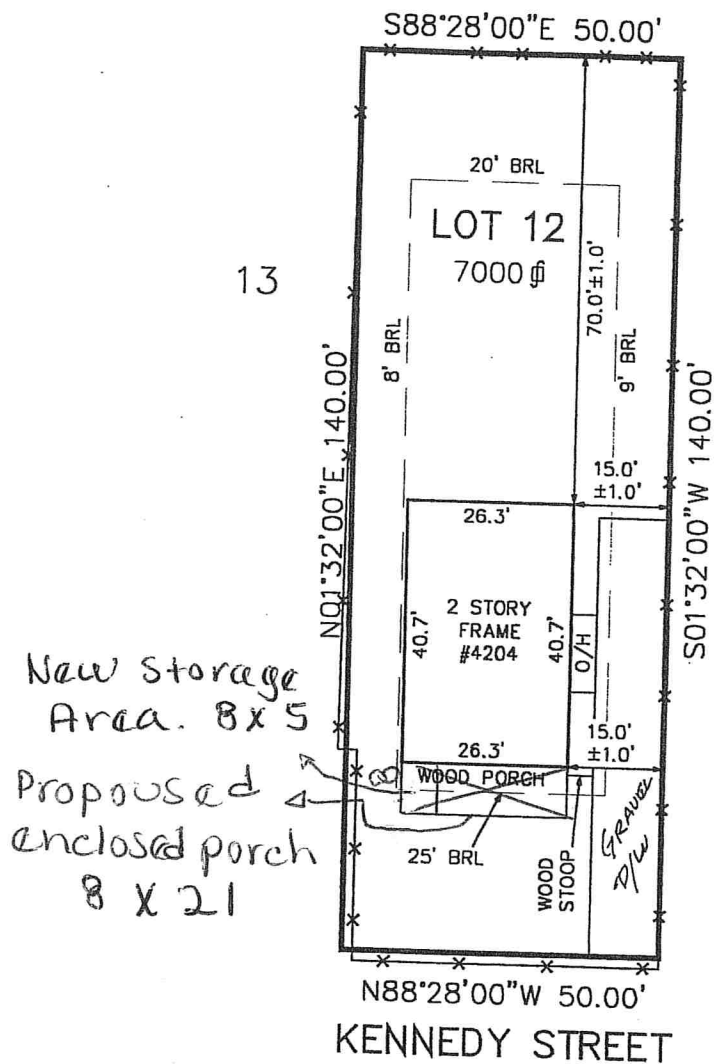 S88°28'00"E 50.00'
20' BRL
LOT 12
7000
13
70.0'±1.0'
8' BRL
9' BRL
N01°32'00"E 140.00'
S01°32'00"W 140.00'
15.0'
±1.0'
26.3'
2 STORY
FRAME
#4204
40.7'
40.7'
O/H
New Storage
Area. 8x5
15.0'
±1.0'
26.3'
8
WOOD PORCH
Propoused
enclosed porch
8 X 21
25' BRL
WOOD
STOOP
GRAVEL
D/W
N88°28'00"W 50.00'
KENNEDY STREET